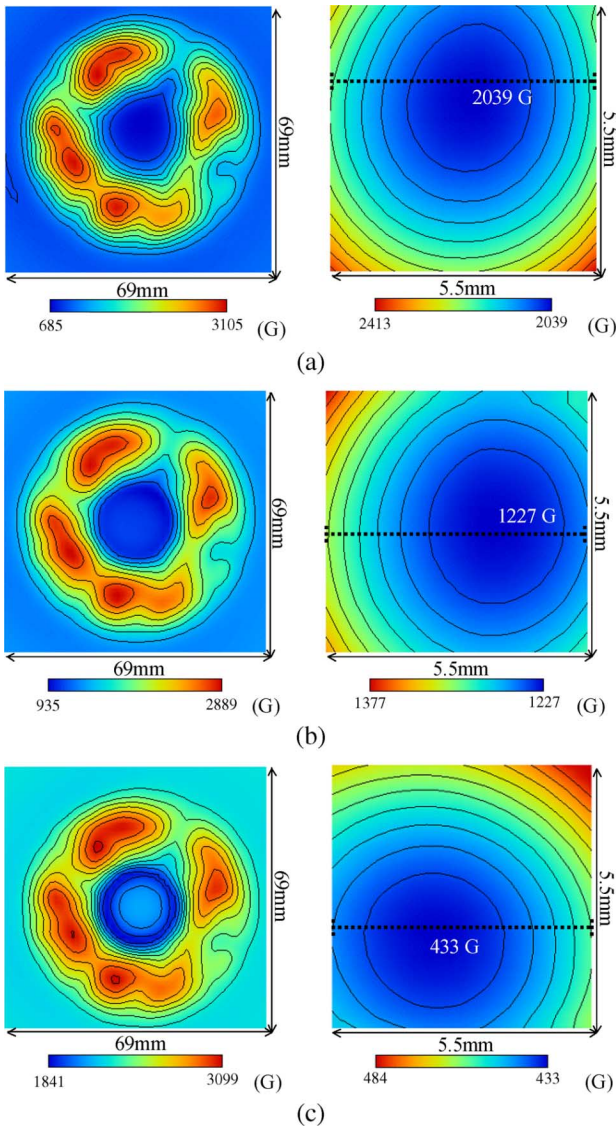 69mm
2039 G
5.5mm
69mm
5.5mm
685 3105 (G)
2413 2039 (G)
(a)
69mm
1227 G
5.5mm
69mm
5.5mm
935 2889 (G)
1377 1227 (G)
(b)
69mm
433 G
5.5mm
69mm
5.5mm
1841 3099 (G)
484 433 (G)
(c)